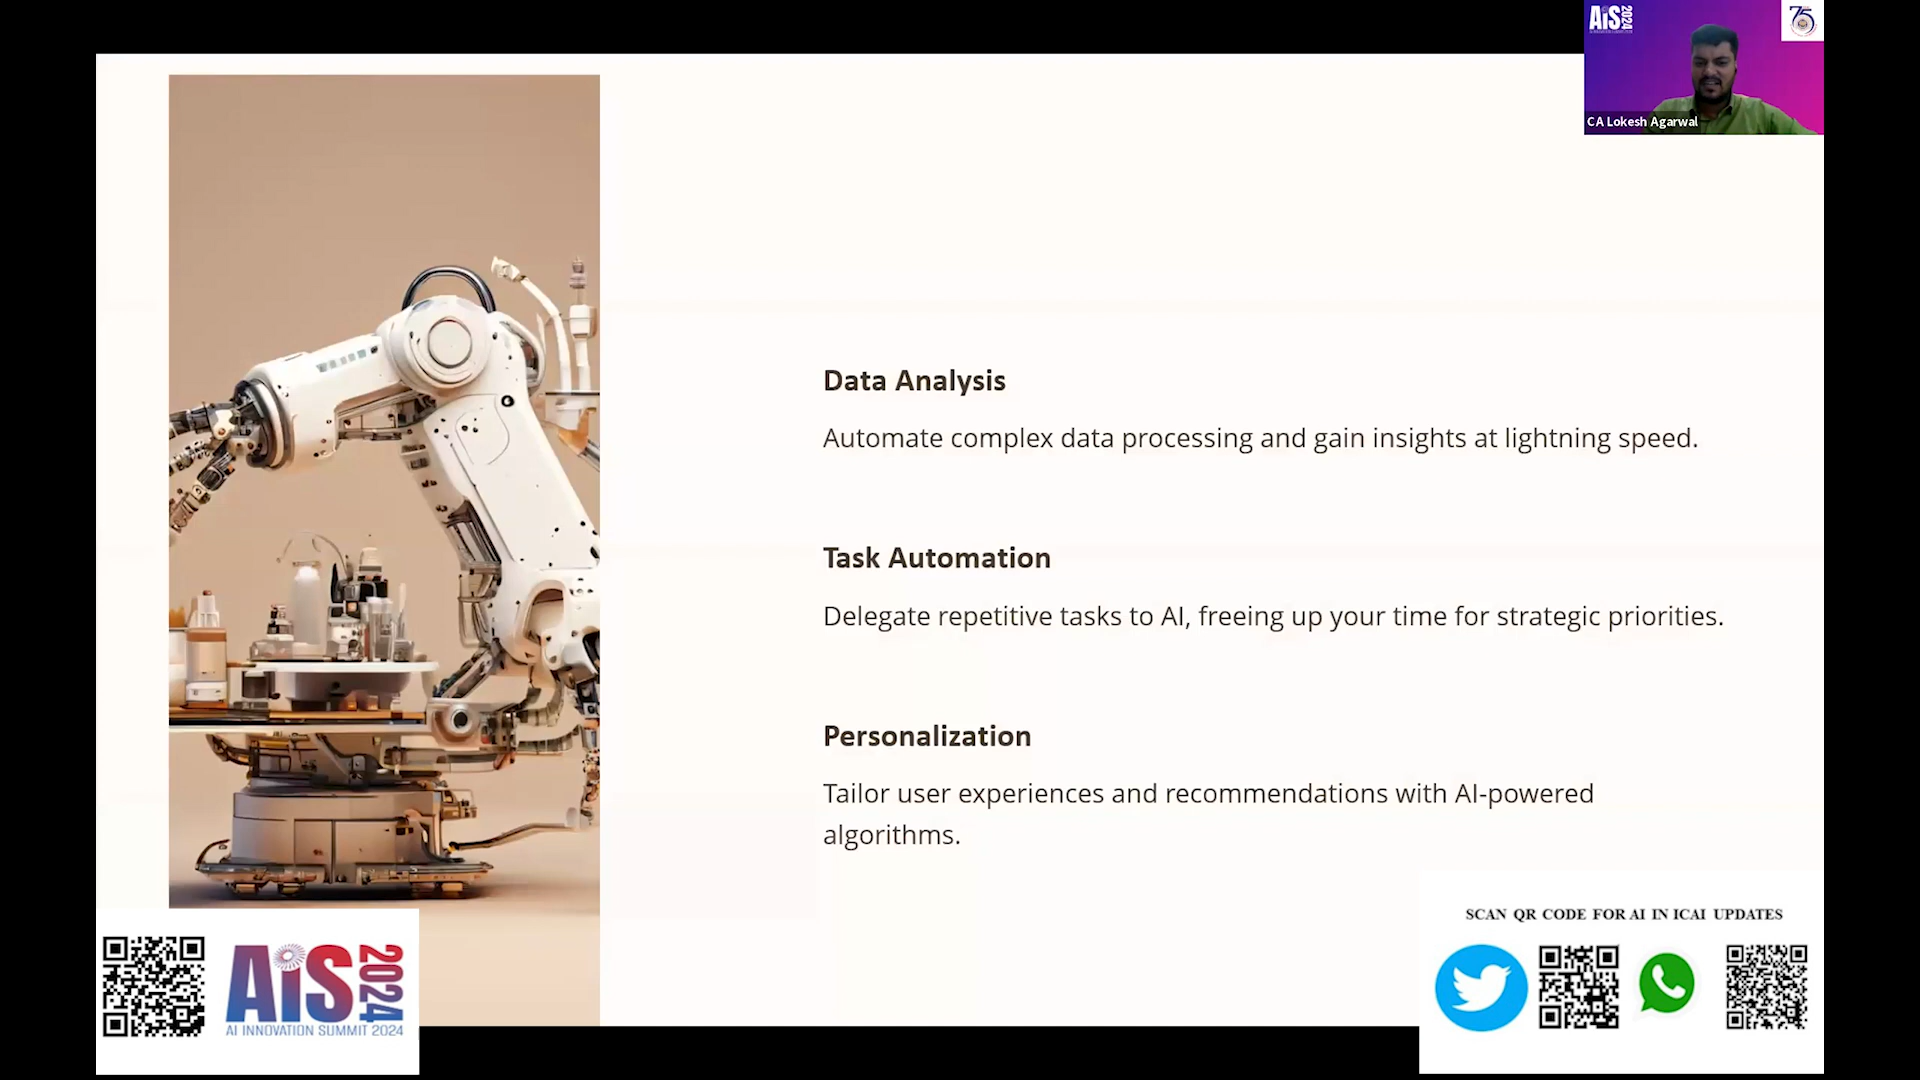 AiS 2024
75
CA Lokesh Agarwal
Data Analysis
Automate complex data processing and gain insights at lightning speed.
Task Automation
Delegate repetitive tasks to AI, freeing up your time for strategic priorities.
Personalization
Tailor user experiences and recommendations with AI-powered
algorithms.
AiS 2024
AI INNOVATION SUMMIT 2024
SCAN QR CODE FOR AI IN ICAI UPDATES